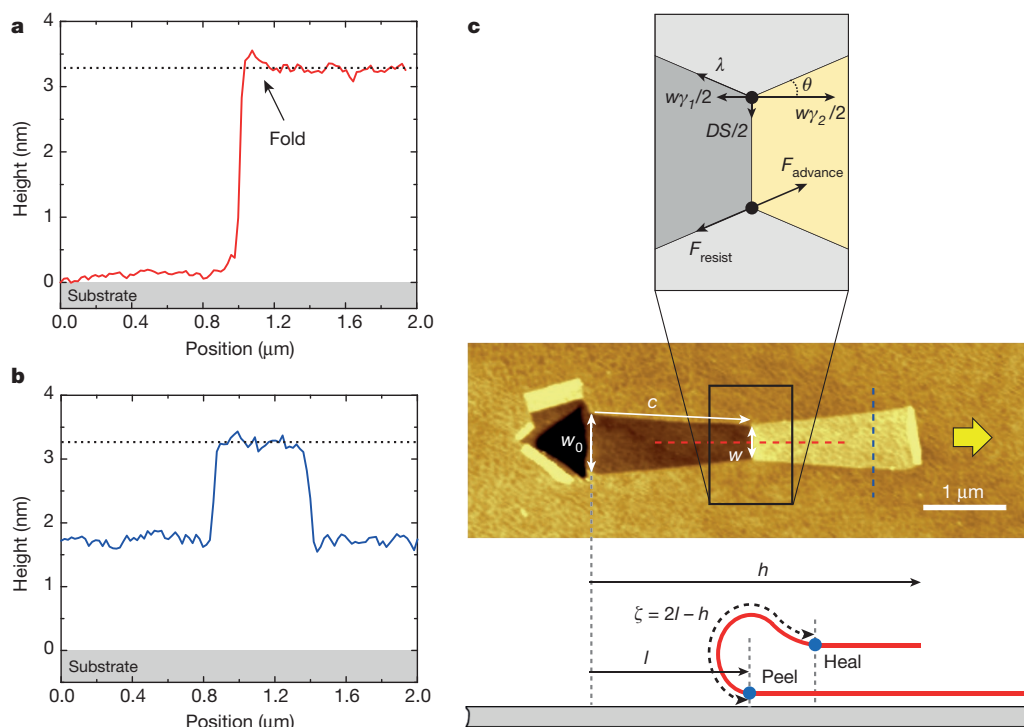 a
Height (nm)
4
3
2
1
0
Fold
Substrate
0.0 0.4 0.8 1.2 1.6 2.0
Position (μm)
b
Height (nm)
4
3
2
1
0
Substrate
0.0 0.4 0.8 1.2 1.6 2.0
Position (μm)
c
λ
θ
wγ1/2
wγ2/2
DS/2
Fadvance
Fresist
c
w0
w
1 μm
h
ζ = 2l – h
l
Peel
Heal